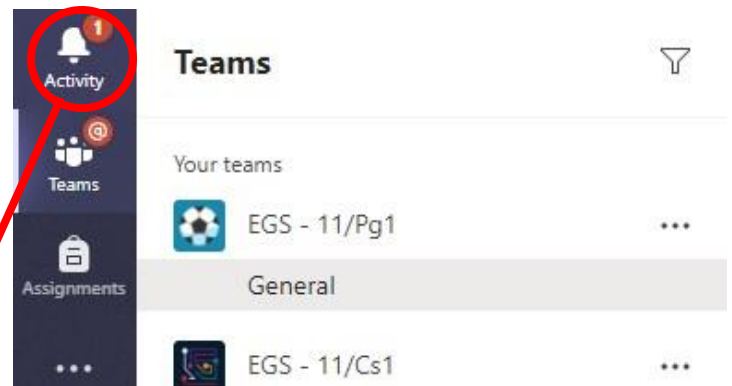 1
Activity
@
Teams
Assignments
Teams
Your teams
EGS - 11/Pg1
General
EGS - 11/Cs1